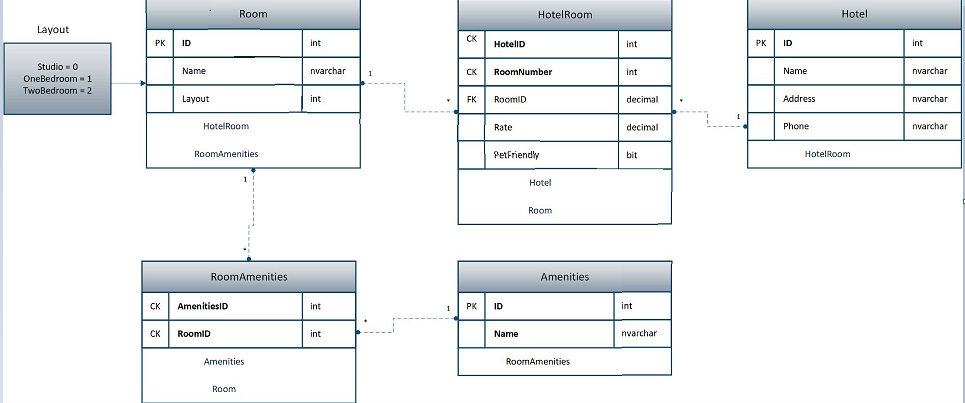 Layout
Studio = 0
OneBedroom = 1
TwoBedroom = 2
Room
PK ID int
Name nvarchar
Layout int
HotelRoom
RoomAmenities
1
*
HotelRoom
CK HotelID int
CK RoomNumber int
FK RoomID decimal
Rate decimal
PetFriendly bit
Hotel
Room
*
1
Hotel
PK ID int
Name nvarchar
Address nvarchar
Phone nvarchar
HotelRoom
1
*
RoomAmenities
CK AmenitiesID int
CK RoomID int
Amenities
Room
*
1
Amenities
PK ID int
Name nvarchar
RoomAmenities